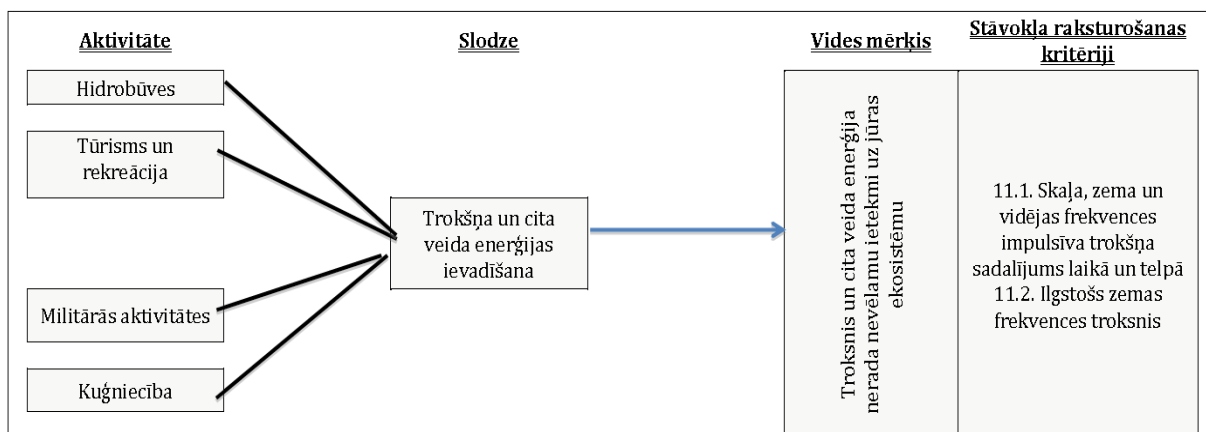 Aktivitāte
Hidrobūves
Tūrisms un
rekreācija
Militārās aktivitātes
Kuģniecība
Slodze
Trokšņa un cita
veida enerģijas
ievadīšana
Vides mērķis
Troksnis un cita veida enerģija
nerada nevēlamu ietekmi uz jūras
ekosistēmu
Stāvokļa raksturošanas
kritēriji
11.1. Skaļa, zema un
vidējas frekvences
impulsīva trokšņa
sadalījums laikā un telpā
11.2. Ilgstošs zemas
frekvences troksnis